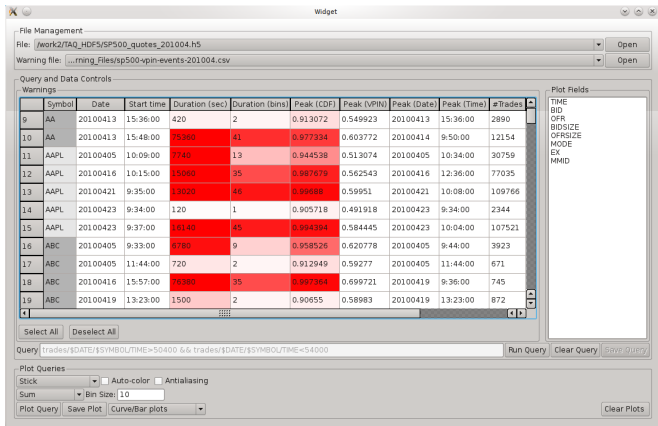 Widget
File Management
File: /work2/TAQ_HDF5/SP500_quotes_201004.h5 Open
Warning file: ...rning_Files/sp500-vpin-events-201004.csv Open
Query and Data Controls
Warnings
Symbol Date Start time Duration (sec) Duration (bins) Peak (CDF) Peak (VPIN) Peak (Date) Peak (Time) #Trades
9 AA 20100413 15:36:00 420 2 0.913072 0.549923 20100413 15:36:00 2890
10 AA 20100413 15:48:00 75360 41 0.977334 0.603772 20100414 9:50:00 12154
11 AAPL 20100405 10:09:00 7740 13 0.944538 0.513074 20100405 10:34:00 30759
12 AAPL 20100416 10:15:00 15060 35 0.987679 0.562543 20100416 12:36:00 77035
13 AAPL 20100421 9:35:00 13020 46 0.99688 0.59951 20100421 10:08:00 109766
14 AAPL 20100423 9:34:00 120 1 0.905718 0.491918 20100423 9:34:00 2344
15 AAPL 20100423 9:37:00 16140 45 0.994394 0.584445 20100423 10:04:00 107521
16 ABC 20100405 9:33:00 6780 9 0.958526 0.620778 20100405 9:44:00 3923
17 ABC 20100405 11:44:00 720 2 0.912949 0.59277 20100405 11:44:00 671
18 ABC 20100416 15:57:00 35 0.997364 0.699721 20100419 9:36:00 745
19 ABC 20100419 13:23:00 1500 2 0.90655 0.58983 20100419 13:23:00 872
Select All Deselect All
Plot Fields
TIME
BID
OFR
BIDSIZE
OFRSIZE
MODE
EX
MMID
Query trades/$DATE/$SYMBOL/TIME>50400 && trades/$DATE/$SYMBOL/TIME<54000 Run Query Clear Query Save Query
Plot Queries
Stick Auto-color Antialiasing
Sum Bin Size: 10
Plot Query Save Plot Curve/Bar plots Clear Plots